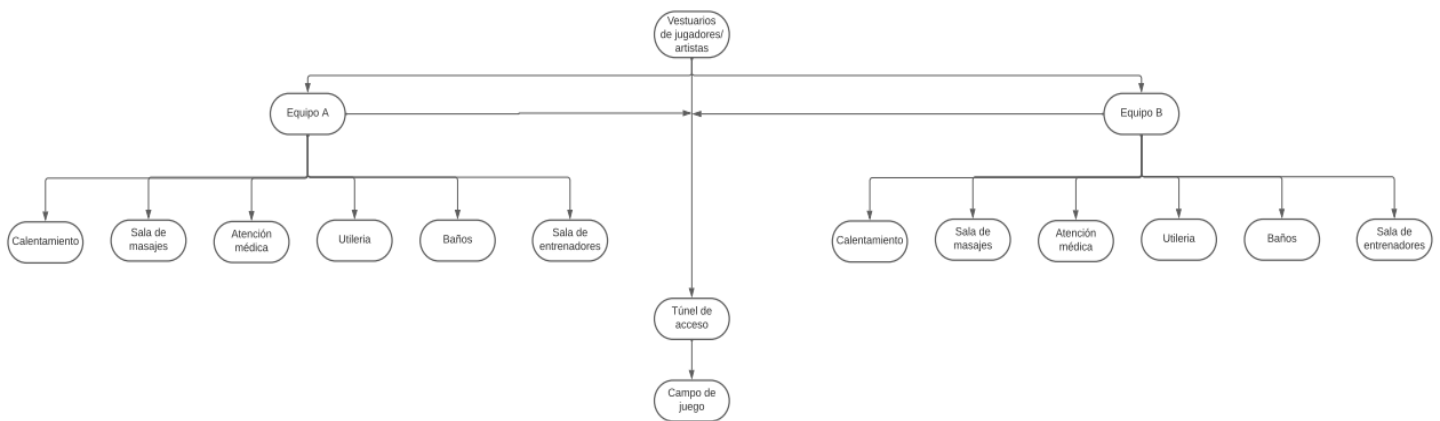 Vestuarios
de jugadores/
artistas
Equipo A
Equipo B
Calentamiento
Sala de
masajes
Atención
médica
Utileria
Baños
Sala de
entrenadores
Calentamiento
Sala de
masajes
Atención
médica
Utileria
Baños
Sala de
entrenadores
Túnel de
acceso
Campo de
juego